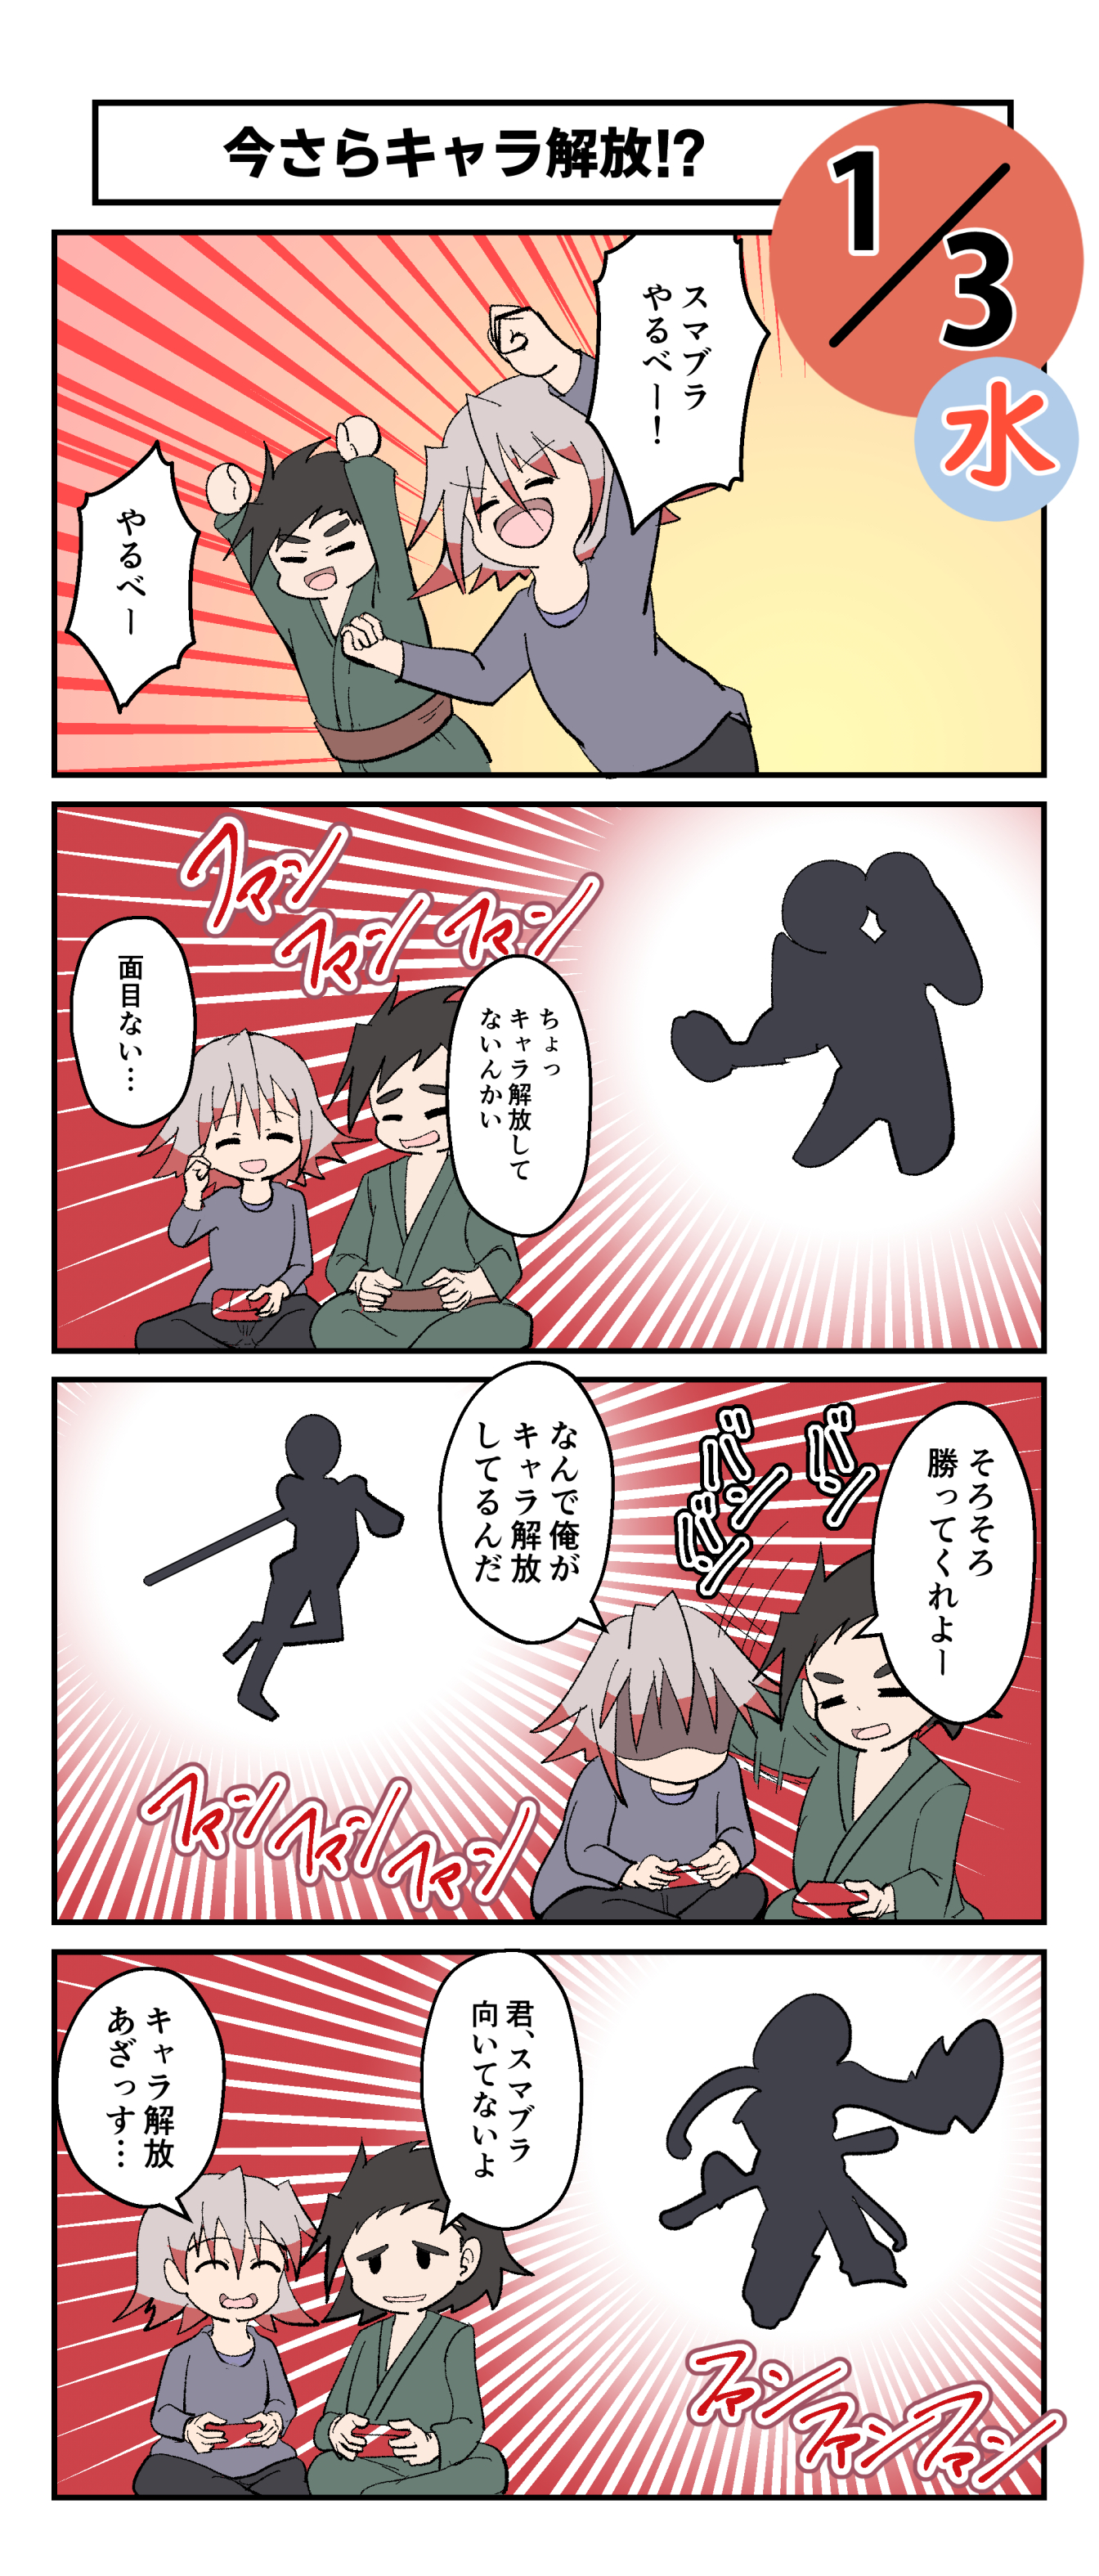 今さらキャラ解放!?
1/3
水
スマブラ
やるべー！
やるべー
ファン
ファン
ファン
ちょっ
キャラ解放して
ないんかい
面目ない…
そろそろ
勝ってくれよー
バシ
バシ
バシ
なんで俺が
キャラ解放
してるんだ
ファン
ファン
ファン
君、スマブラ
向いてないよ
キャラ解放
あざっす…
ファン
ファン
ファン